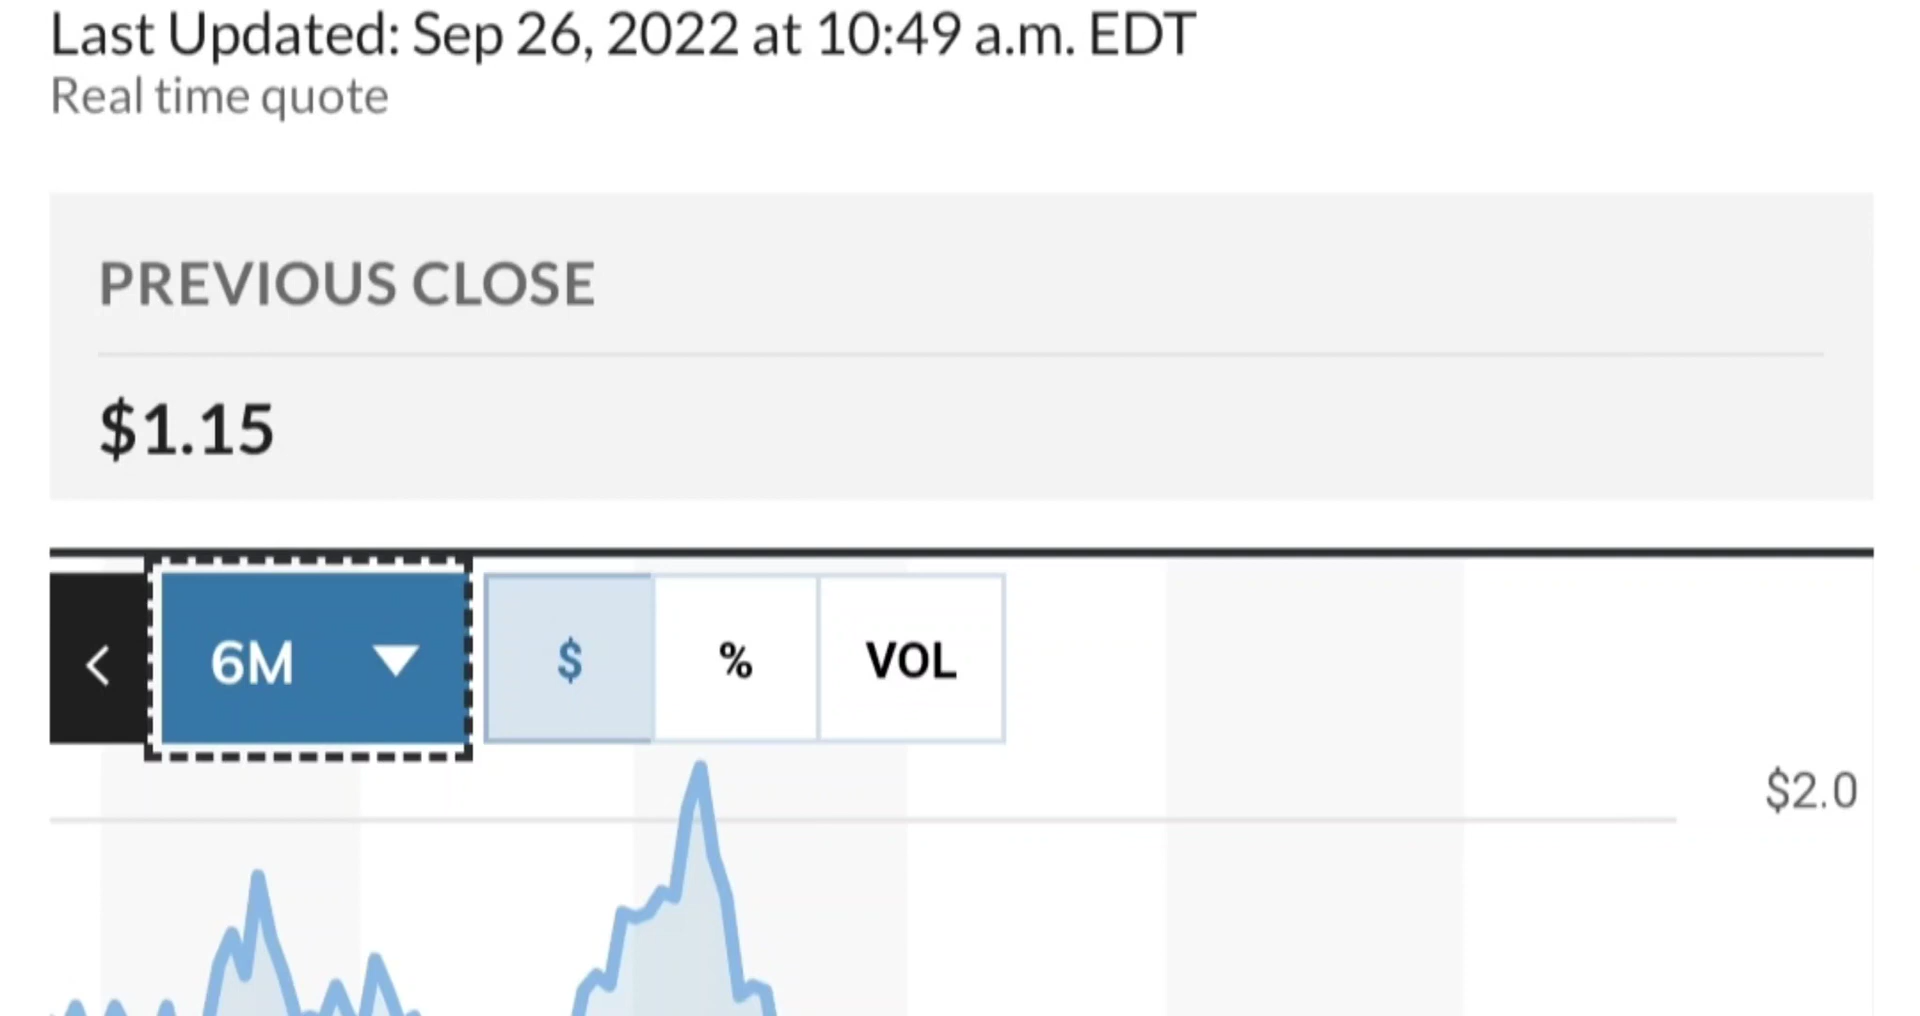 Last Updated: Sep 26, 2022 at 10:49 a.m. EDT
Real time quote
PREVIOUS CLOSE
$1.15
6M $ % VOL
$2.0